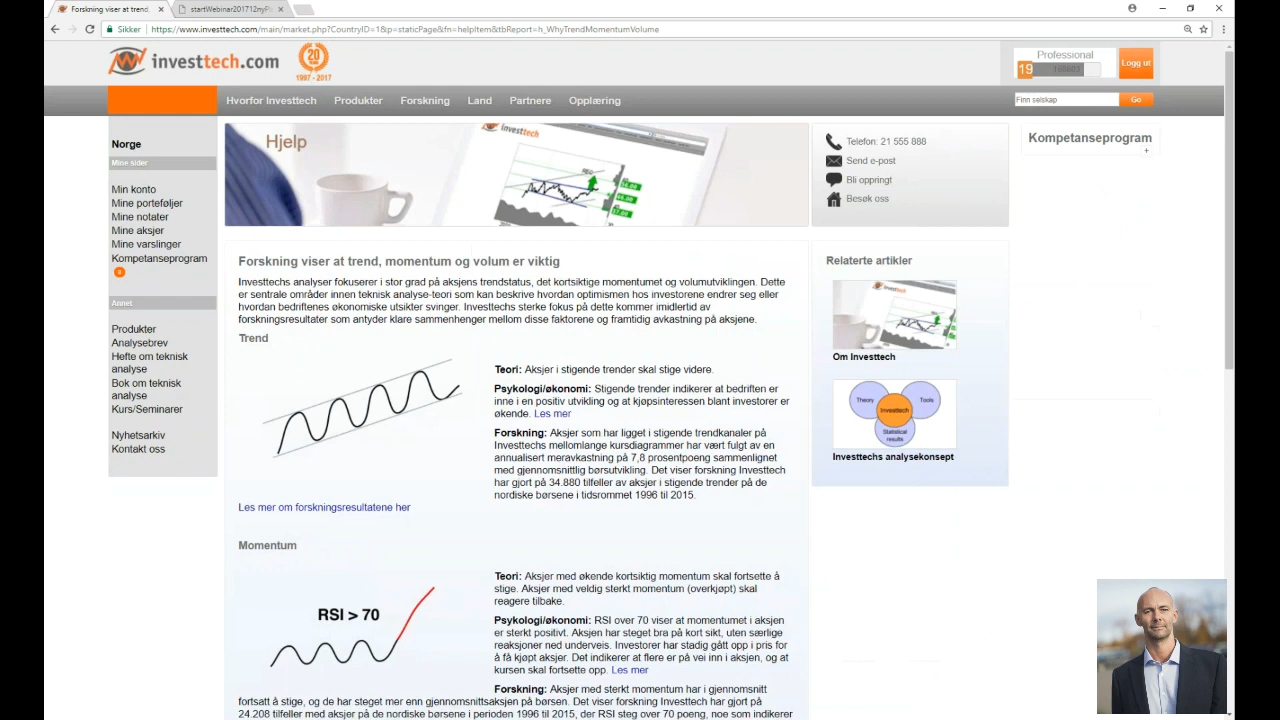 Forskning viser at trend.
startWebinar201712nyPl
Sikker
https://www.investtech.com/main/market.php?CountryID=1&p=staticPage&fn=helpItem&tbReport=h_WhyTrendMomentumVolume
investtech.com
20
1997 - 2017
Professional
19
Logg ut
Hvorfor Investtech Produkter Forskning Land Partnere Opplæring
Finn selskap
Go
Norge
Mine sider
Min konto
Mine porteføljer
Mine notater
Mine aksjer
Mine varslinger
Kompetanseprogram
0
Annet
Produkter
Analysebrev
Hefte om teknisk
analyse
Bok om teknisk
analyse
Kurs/Seminarer
Nyhetsarkiv
Kontakt oss
Hjelp
investtech
Telefon: 21 555 888
Send e-post
Bli oppringt
Besøk oss
Kompetanseprogram
+
Forskning viser at trend, momentum og volum er viktig
Investtechs analyser fokuserer i stor grad på aksjens trendstatus, det kortsiktige momentumet og volumutviklingen. Dette
er sentrale områder innen teknisk analyse-teori som kan beskrive hvordan optimismen hos investorene endrer seg eller
hvordan bedriftenes økonomiske utsikter svinger. Investtechs sterke fokus på dette kommer imidlertid av
forskningsresultater som antyder klare sammenhenger mellom disse faktorene og framtidig avkastning på aksjene.
Trend
Teori: Aksjer i stigende trender skal stige videre.
Psykologi/økonomi: Stigende trender indikerer at bedriften er
inne i en positiv utvikling og at kjøpsinteressen blant investorer er
økende. Les mer
Forskning: Aksjer som har ligget i stigende trendkanaler på
Investtechs mellomlange kursdiagrammer har vært fulgt av en
annualisert meravkastning på 7,8 prosentpoeng sammenlignet
med gjennomsnittlig børsutvikling. Det viser forskning Investtech
har gjort på 34.880 tilfeller av aksjer i stigende trender på de
nordiske børsene i tidsrommet 1996 til 2015.
Les mer om forskningsresultatene her
Momentum
RSI > 70
Teori: Aksjer med økende kortsiktig momentum skal fortsette å
stige. Aksjer med veldig sterkt momentum (overkjøpt) skal
reagere tilbake.
Psykologi/økonomi: RSI over 70 viser at momentumet i aksjen
er sterkt positivt. Aksjen har steget bra på kort sikt, uten særlige
reaksjoner ned underveis. Investorer har stadig gått opp i pris for
å få kjøpt aksjer. Det indikerer at flere er på vei inn i aksjen, og at
kursen skal fortsette opp. Les mer
Forskning: Aksjer med sterkt momentum har i gjennomsnitt
fortsatt å stige, og de har steget mer enn gjennomsnittsaksjen på børsen. Det viser forskning Investtech har gjort på
24.208 tilfeller med aksjer på de nordiske børsene i perioden 1996 til 2015, der RSI steg over 70 poeng, noe som indikerer
Relaterte artikler
Om Investtech
Theory
Tools
Investtech
Statistical
results
Investtechs analysekonsept